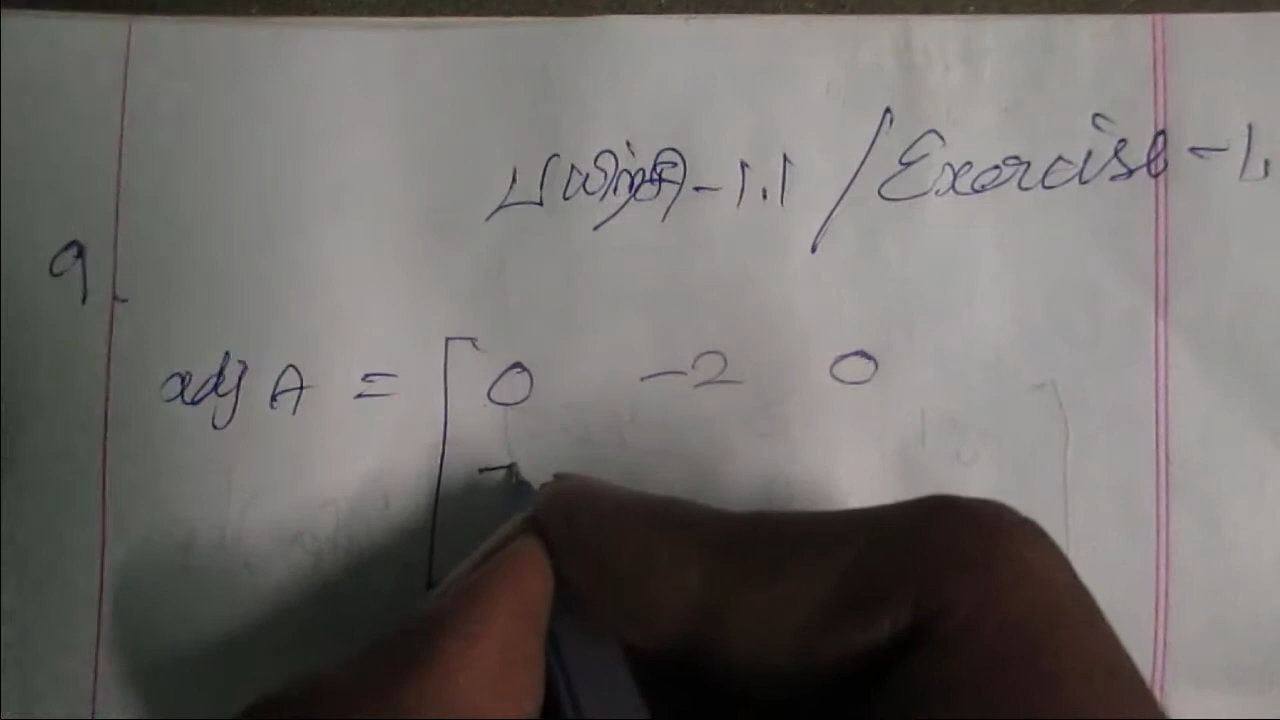 பயிற்சி - 1.1 / Exercise - 1.
9.
adj A = [ 0 -2 0
-